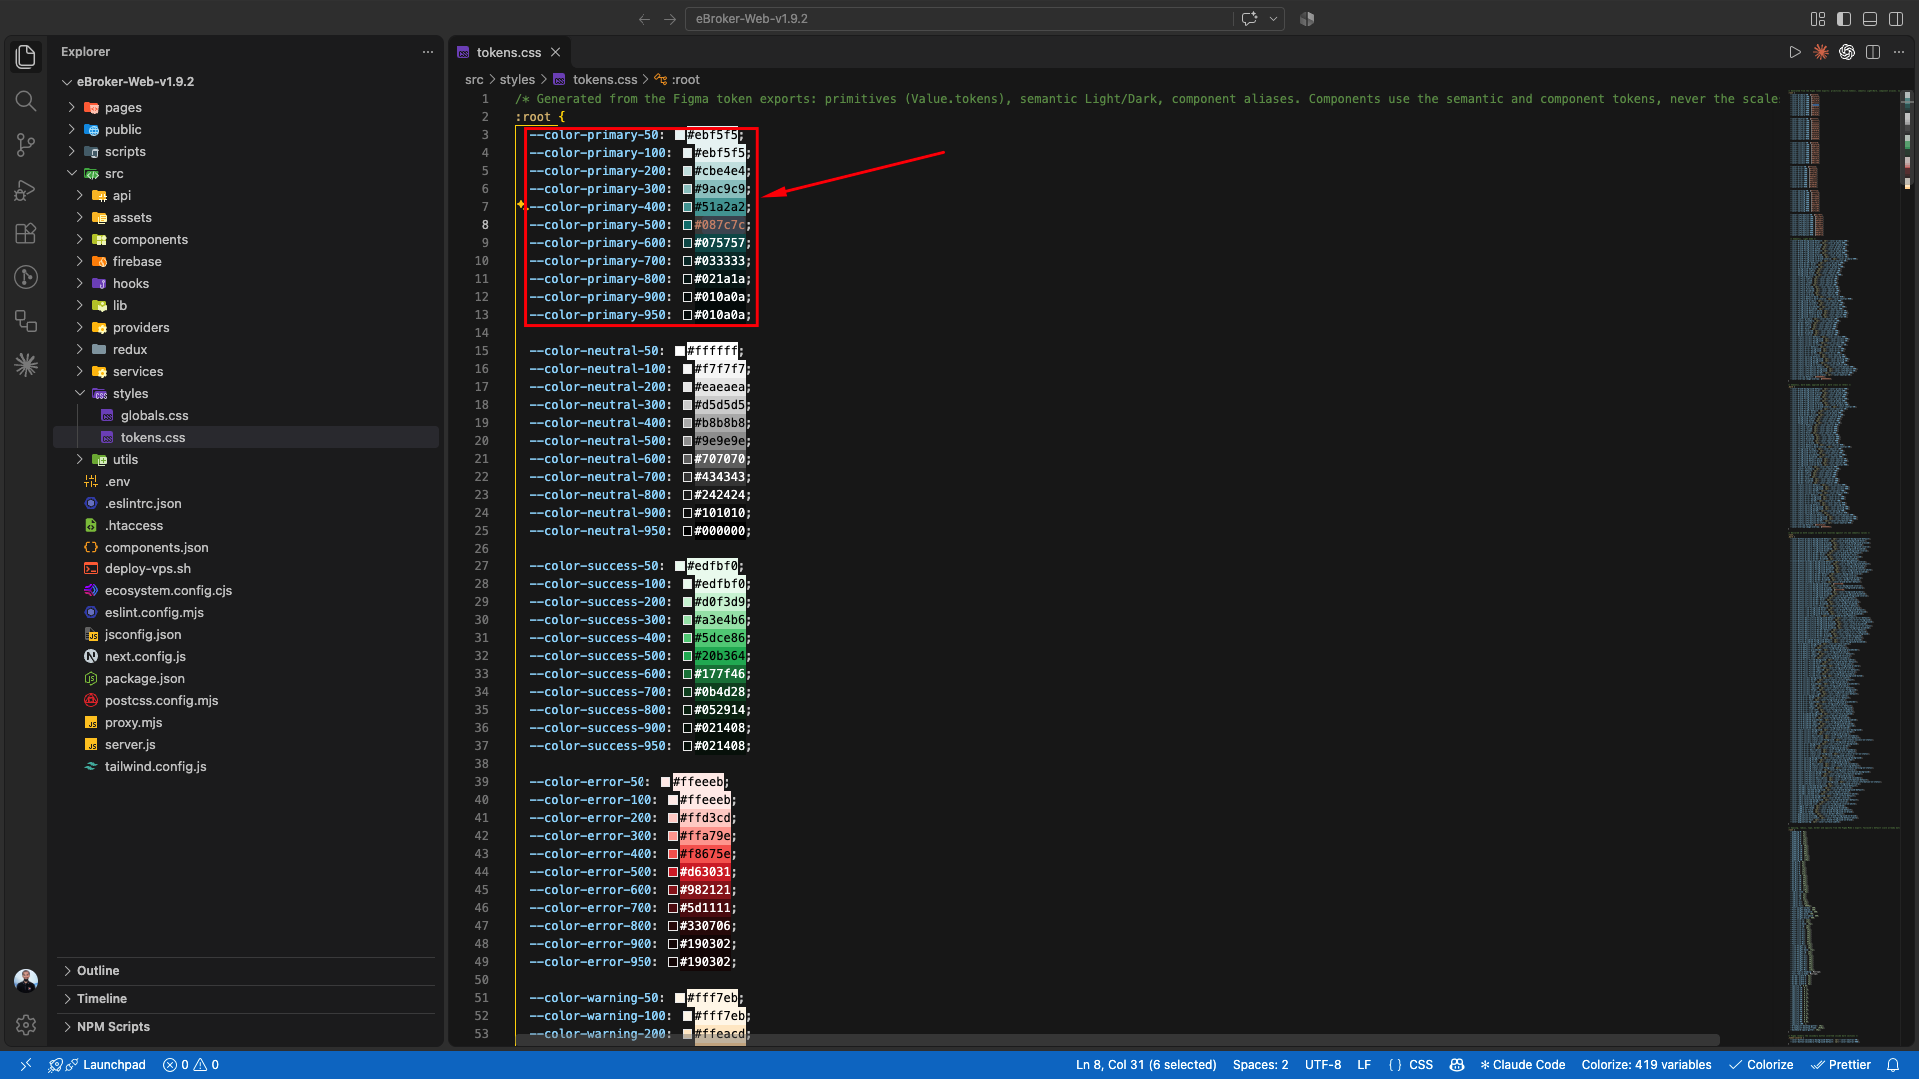 eBroker-Web-v1.9.2
Explorer
tokens.css
eBroker-Web-v1.9.2
src > styles > tokens.css > :root
pages
public
scripts
src
api
assets
components
firebase
hooks
lib
providers
redux
services
styles
globals.css
tokens.css
utils
.env
.eslintrc.json
.htaccess
components.json
deploy-vps.sh
ecosystem.config.cjs
eslint.config.mjs
jsconfig.json
next.config.js
package.json
postcss.config.mjs
proxy.mjs
server.js
tailwind.config.js
Outline
Timeline
NPM Scripts
1 /* Generated from the Figma token exports: primitives (Value.tokens), semantic Light/Dark, component aliases. Components use the semantic and component tokens, never the scale
2 :root {
3 --color-primary-50: #ebf5f5;
4 --color-primary-100: #ebf5f5;
5 --color-primary-200: #cbe4e4;
6 --color-primary-300: #9ac9c9;
7 --color-primary-400: #51a2a2;
8 --color-primary-500: #087c7c;
9 --color-primary-600: #075757;
10 --color-primary-700: #033333;
11 --color-primary-800: #021a1a;
12 --color-primary-900: #010a0a;
13 --color-primary-950: #010a0a;
14
15 --color-neutral-50: #ffffff;
16 --color-neutral-100: #f7f7f7;
17 --color-neutral-200: #eaeaea;
18 --color-neutral-300: #d5d5d5;
19 --color-neutral-400: #b8b8b8;
20 --color-neutral-500: #9e9e9e;
21 --color-neutral-600: #707070;
22 --color-neutral-700: #434343;
23 --color-neutral-800: #242424;
24 --color-neutral-900: #101010;
25 --color-neutral-950: #000000;
26
27 --color-success-50: #edfbf0;
28 --color-success-100: #edfbf0;
29 --color-success-200: #d0f3d9;
30 --color-success-300: #a3e4b6;
31 --color-success-400: #5dce86;
32 --color-success-500: #20b364;
33 --color-success-600: #177f46;
34 --color-success-700: #0b4d28;
35 --color-success-800: #052914;
36 --color-success-900: #021408;
37 --color-success-950: #021408;
38
39 --color-error-50: #ffeeeb;
40 --color-error-100: #ffeeeb;
41 --color-error-200: #ffd3cd;
42 --color-error-300: #ffa79e;
43 --color-error-400: #f8675e;
44 --color-error-500: #d63031;
45 --color-error-600: #982121;
46 --color-error-700: #5d1111;
47 --color-error-800: #330706;
48 --color-error-900: #190302;
49 --color-error-950: #190302;
50
51 --color-warning-50: #fff7eb;
52 --color-warning-100: #fff7eb;
53 --color-warning-200: #ffeacd;
Launchpad 0 0 Ln 8, Col 31 (6 selected) Spaces: 2 UTF-8 LF { } CSS Claude Code Colorize: 419 variables Colorize Prettier